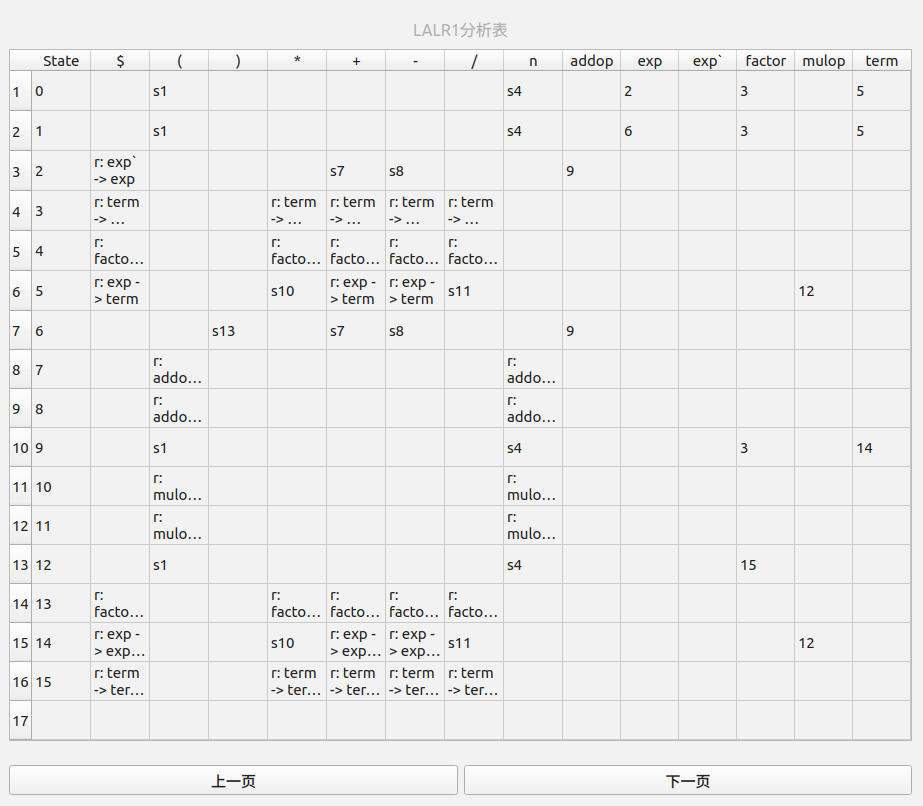 LALR1分析表
State $ ( ) * + - / n addop exp exp` factor mulop term
1 0 s1 s4 2 3 5
2 1 s1 s4 6 3 5
3 2 r: exp` -> exp s7 s8 9
4 3 r: term -> … r: term -> … r: term -> … r: term -> … r: term -> …
5 4 r: facto… r: facto… r: facto… r: facto… r: facto…
6 5 r: exp -> term s10 r: exp -> term r: exp -> term s11 12
7 6 s13 s7 s8 9
8 7 r: addo… r: addo…
9 8 r: addo… r: addo…
10 9 s1 s4 3 14
11 10 r: mulo… r: mulo…
12 11 r: mulo… r: mulo…
13 12 s1 s4 15
14 13 r: facto… r: facto… r: facto… r: facto… r: facto…
15 14 r: exp -> exp… s10 r: exp -> exp… r: exp -> exp… s11 12
16 15 r: term -> ter… r: term -> ter… r: term -> ter… r: term -> ter… r: term -> ter…
17
上一页 下一页